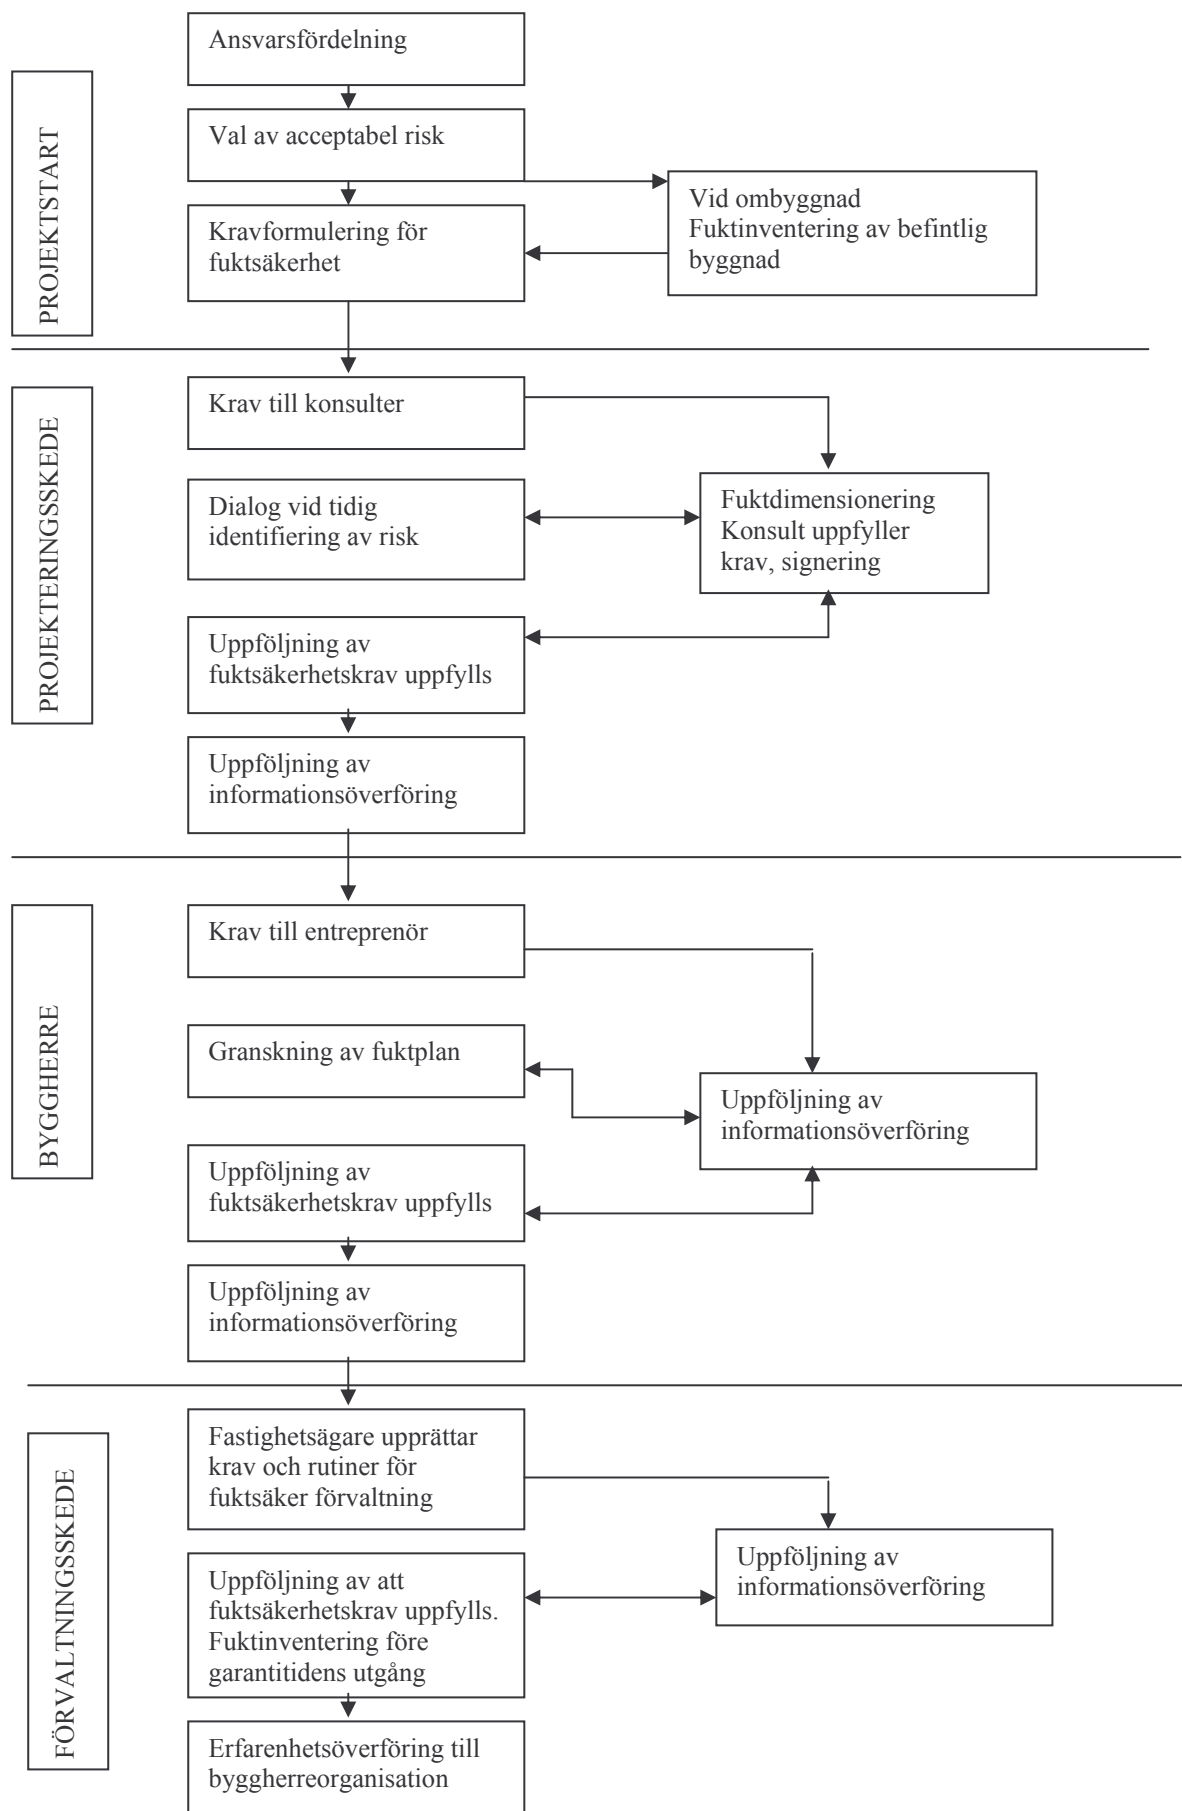 PROJEKTSTART
Ansvarsfördelning
Val av acceptabel risk
Kravformulering för
fuktsäkerhet
Vid ombyggnad
Fuktinventering av befintlig
byggnad
PROJEKTERINGSSKEDE
Krav till konsulter
Dialog vid tidig
identifiering av risk
Fuktdimensionering
Konsult uppfyller
krav, signering
Uppföljning av
fuktsäkerhetskrav uppfylls
Uppföljning av
informationsöverföring
BYGGHERRE
Krav till entreprenör
Granskning av fuktplan
Uppföljning av
informationsöverföring
Uppföljning av
fuktsäkerhetskrav uppfylls
Uppföljning av
informationsöverföring
FÖRVALTNINGSSKEDE
Fastighetsägare upprättar
krav och rutiner för
fuktsäker förvaltning
Uppföljning av
informationsöverföring
Uppföljning av att
fuktsäkerhetskrav uppfylls.
Fuktinventering före
garantitidens utgång
Erfarenhetsöverföring till
byggherreorganisation